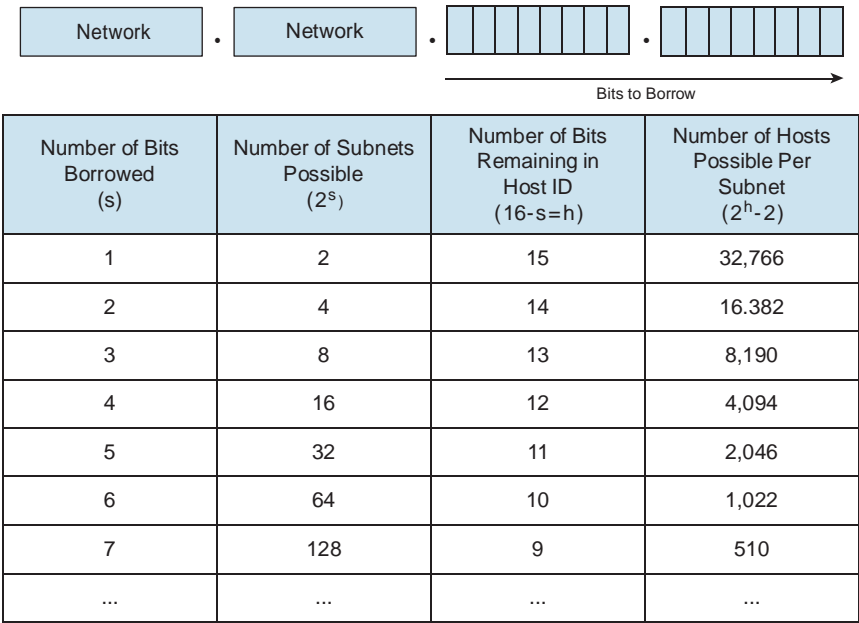 Network . Network . .
Bits to Borrow
Number of Bits Borrowed (s) Number of Subnets Possible (2^s) Number of Bits Remaining in Host ID (16-s=h) Number of Hosts Possible Per Subnet (2^h-2)
1 2 15 32,766
2 4 14 16.382
3 8 13 8,190
4 16 12 4,094
5 32 11 2,046
6 64 10 1,022
7 128 9 510
... ... ... ...